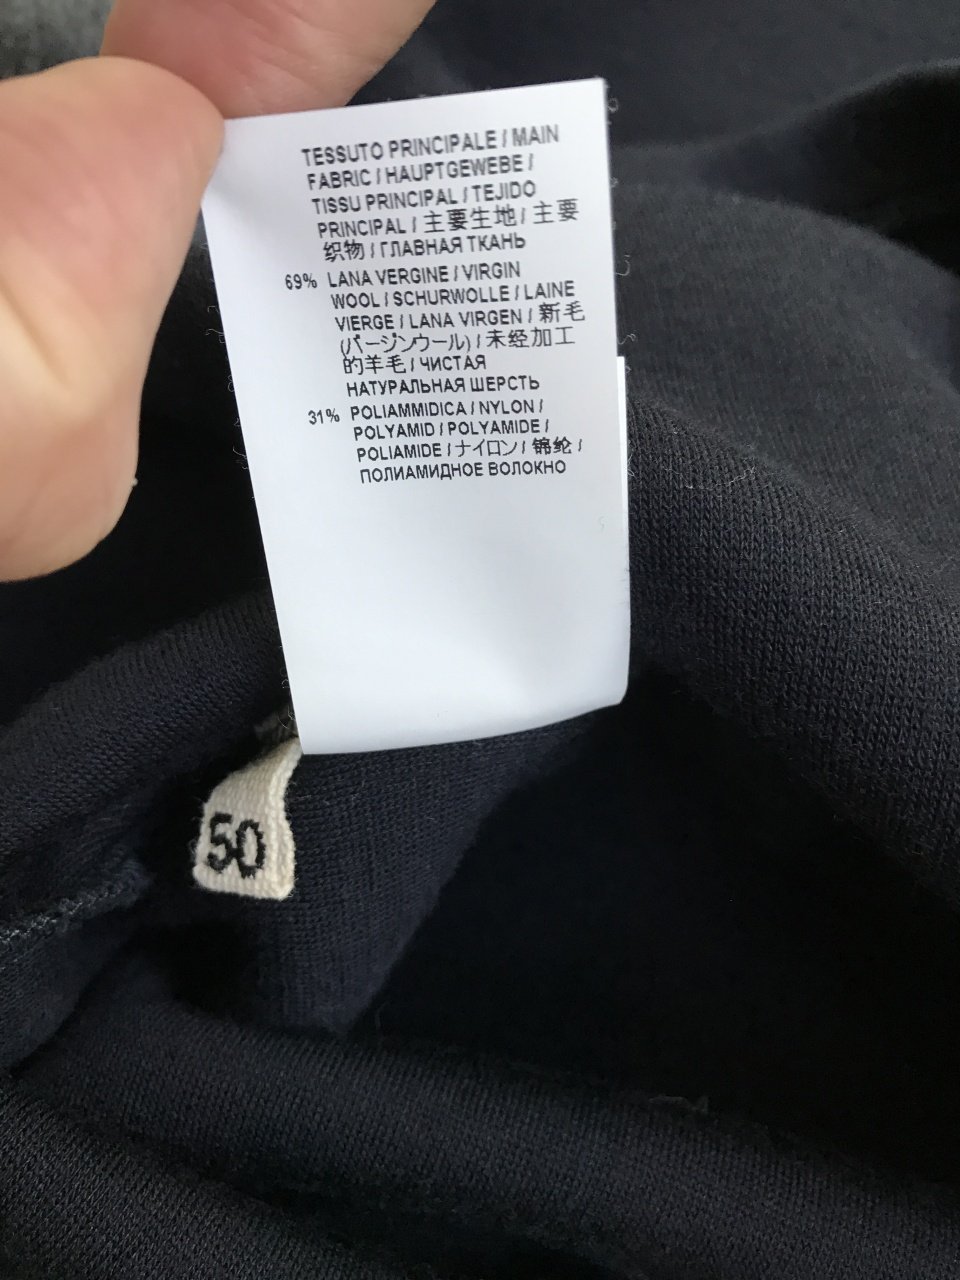 TESSUTO PRINCIPALE / MAIN
FABRIC / HAUPTGEWEBE /
TISSU PRINCIPAL / TEJIDO
PRINCIPAL / 主要生地 / 主要
织物 / ГЛАВНАЯ ТКАНЬ
69% LANA VERGINE / VIRGIN
WOOL / SCHURWOLLE / LAINE
VIERGE / LANA VIRGEN / 新毛
(バージンウール) / 未经加工
的羊毛 / ЧИСТАЯ
НАТУРАЛЬНАЯ ШЕРСТЬ
31% POLIAMMIDICA / NYLON /
POLYAMID / POLYAMIDE /
POLIAMIDE / ナイロン / 锦纶 /
ПОЛИАМИДНОЕ ВОЛОКНО
50